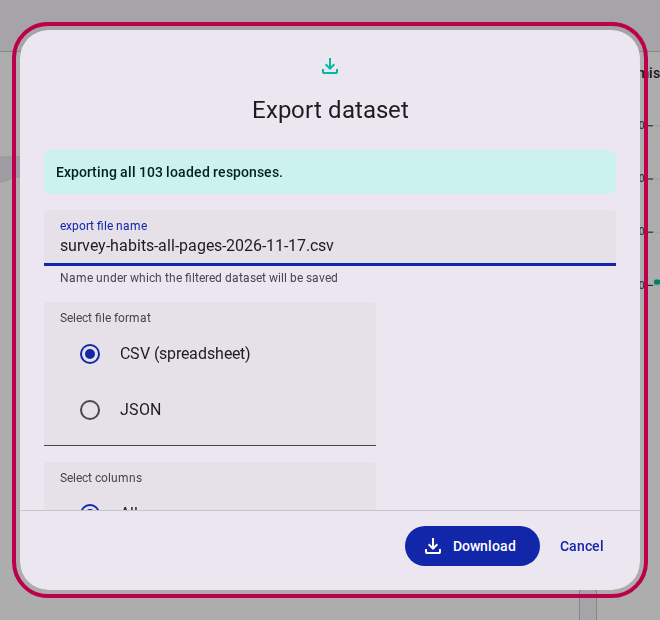 Export dataset
Exporting all 103 loaded responses.
export file name
survey-habits-all-pages-2026-11-17.csv
Name under which the filtered dataset will be saved
Select file format
CSV (spreadsheet)
JSON
Select columns
Download
Cancel